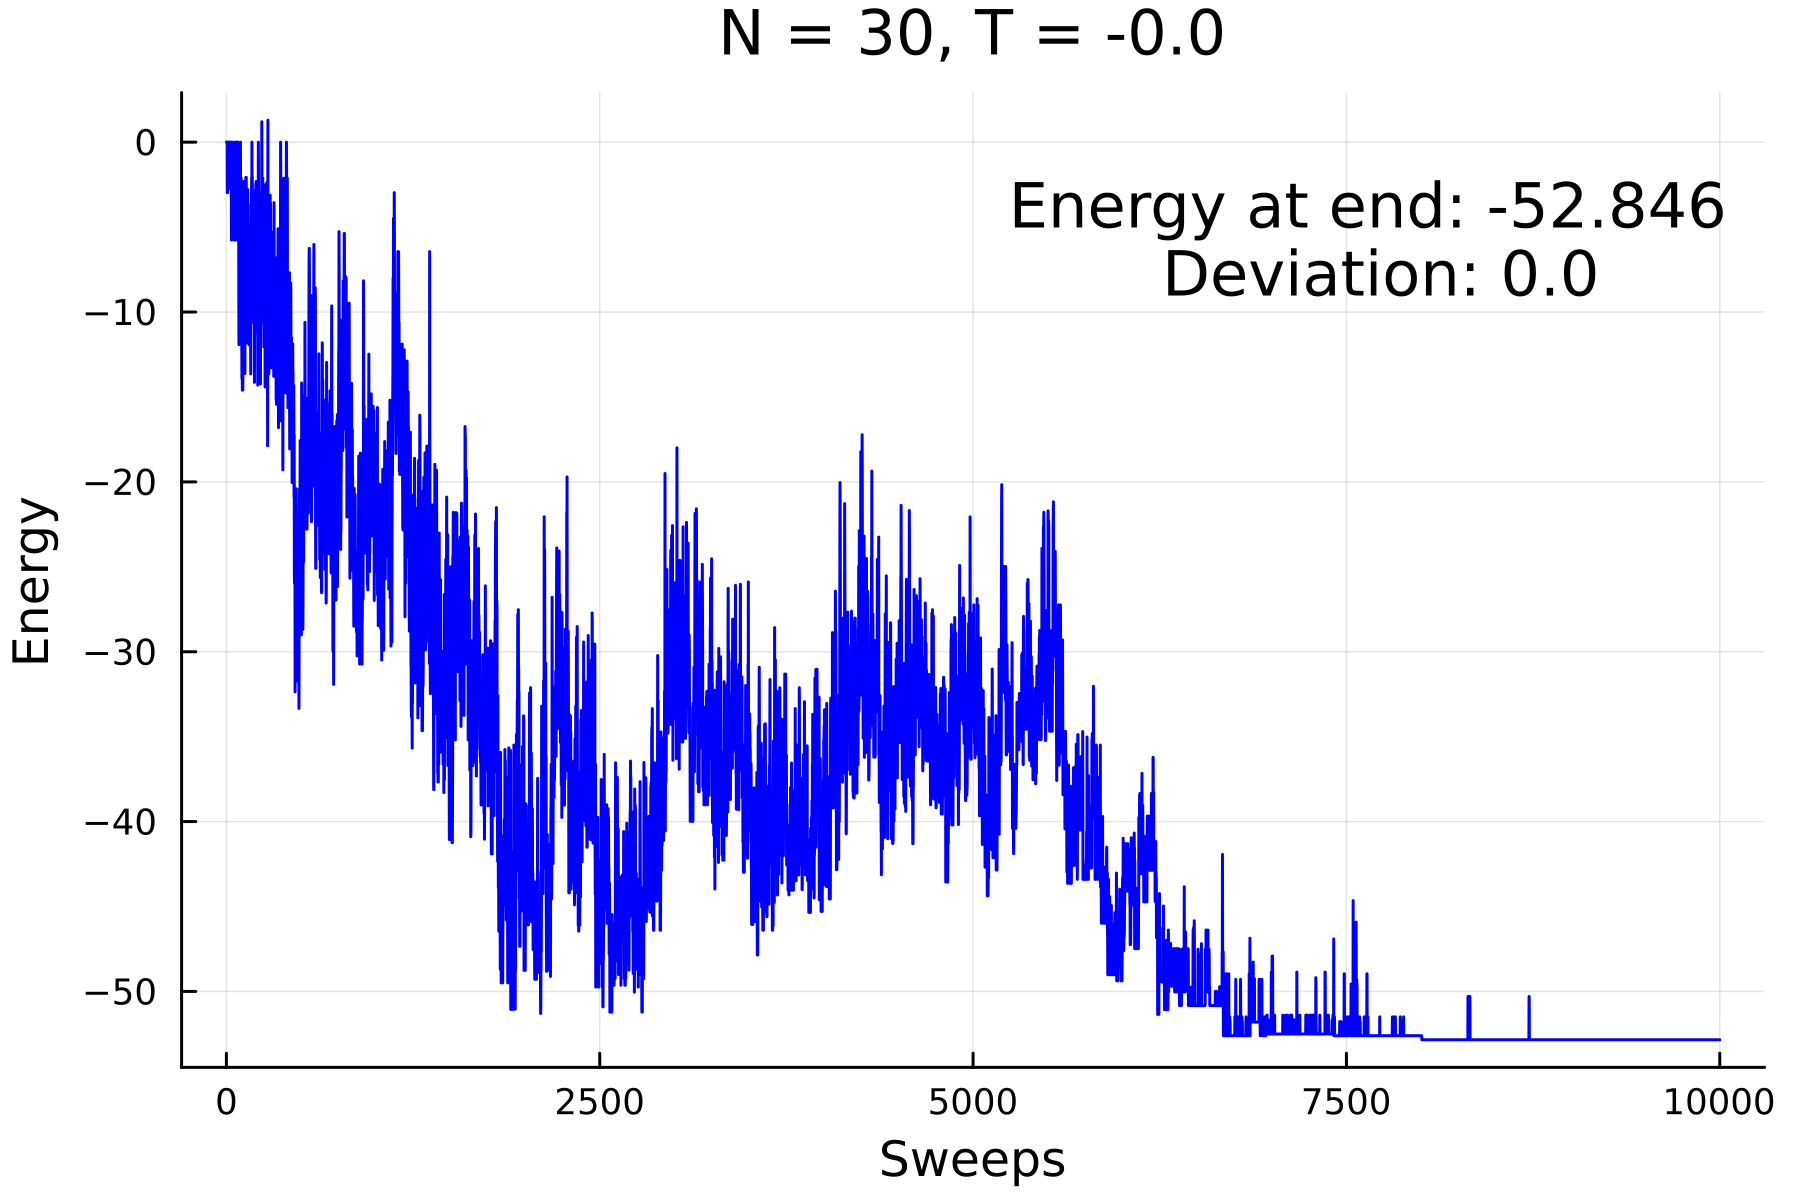 N = 30, T = -0.0
Energy at end: -52.846
Deviation: 0.0
Energy
0
−10
−20
−30
−40
−50
0 2500 5000 7500 10000
Sweeps